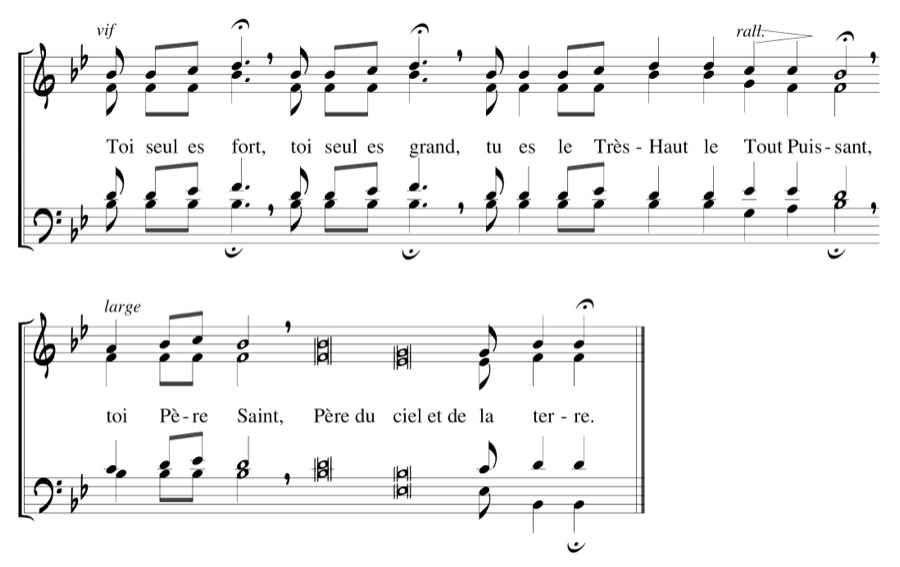 vif
rall.
Toi seul es fort, toi seul es grand, tu es le Très - Haut le Tout Puis - sant,
large
toi Pè - re Saint, Père du ciel et de la ter - re.